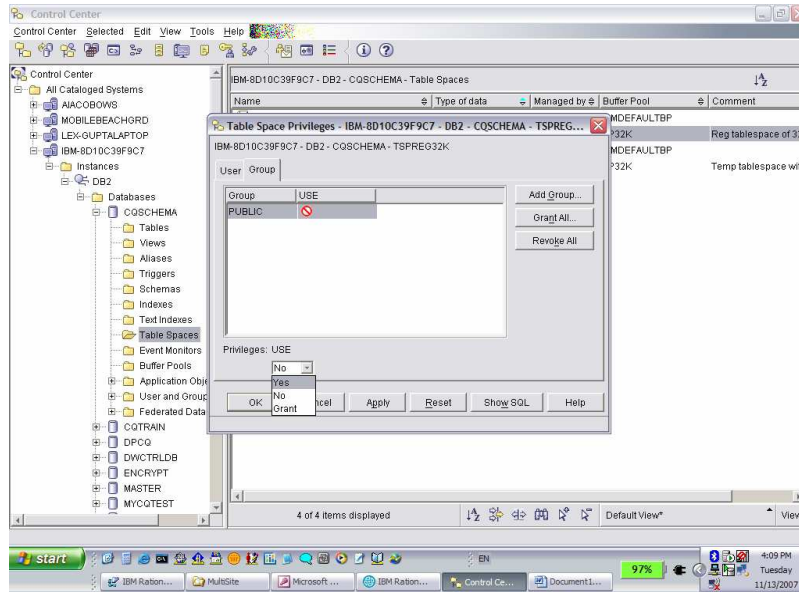 Control Center
Control Center Selected Edit View Tools Help
Control Center
All Cataloged Systems
AIACOBOWS
MOBILEBEACHGRD
LEX-GUPTALAPTOP
IBM-8D10C39F9C7
Instances
DB2
Databases
CQSCHEMA
Tables
Views
Aliases
Triggers
Schemas
Indexes
Text Indexes
Table Spaces
Event Monitors
Buffer Pools
Application Obje
User and Group
Federated Data
CQTRAIN
DPCQ
DWCTRLDB
ENCRYPT
MASTER
MYCQTEST
IBM-8D10C39F9C7 - DB2 - CQSCHEMA - Table Spaces
Name Type of data Managed by Buffer Pool Comment
MDEFAULTBP
P32K Reg tablespace of 3
MDEFAULTBP
P32K Temp tablespace wi
Table Space Privileges - IBM-8D10C39F9C7 - DB2 - CQSCHEMA - TSPREG...
IBM-8D10C39F9C7 - DB2 - CQSCHEMA - TSPREG32K
User Group
Group USE
PUBLIC
Add Group...
Grant All...
Revoke All
Privileges: USE
No
Yes
No
Grant
OK ncel Apply Reset Show SQL Help
4 of 4 items displayed Default View* View
start EN 97% 4:09 PM
Tuesday
11/13/2007
IBM Ration... MultiSite Microsoft ... IBM Ration... Control Ce... Document1...